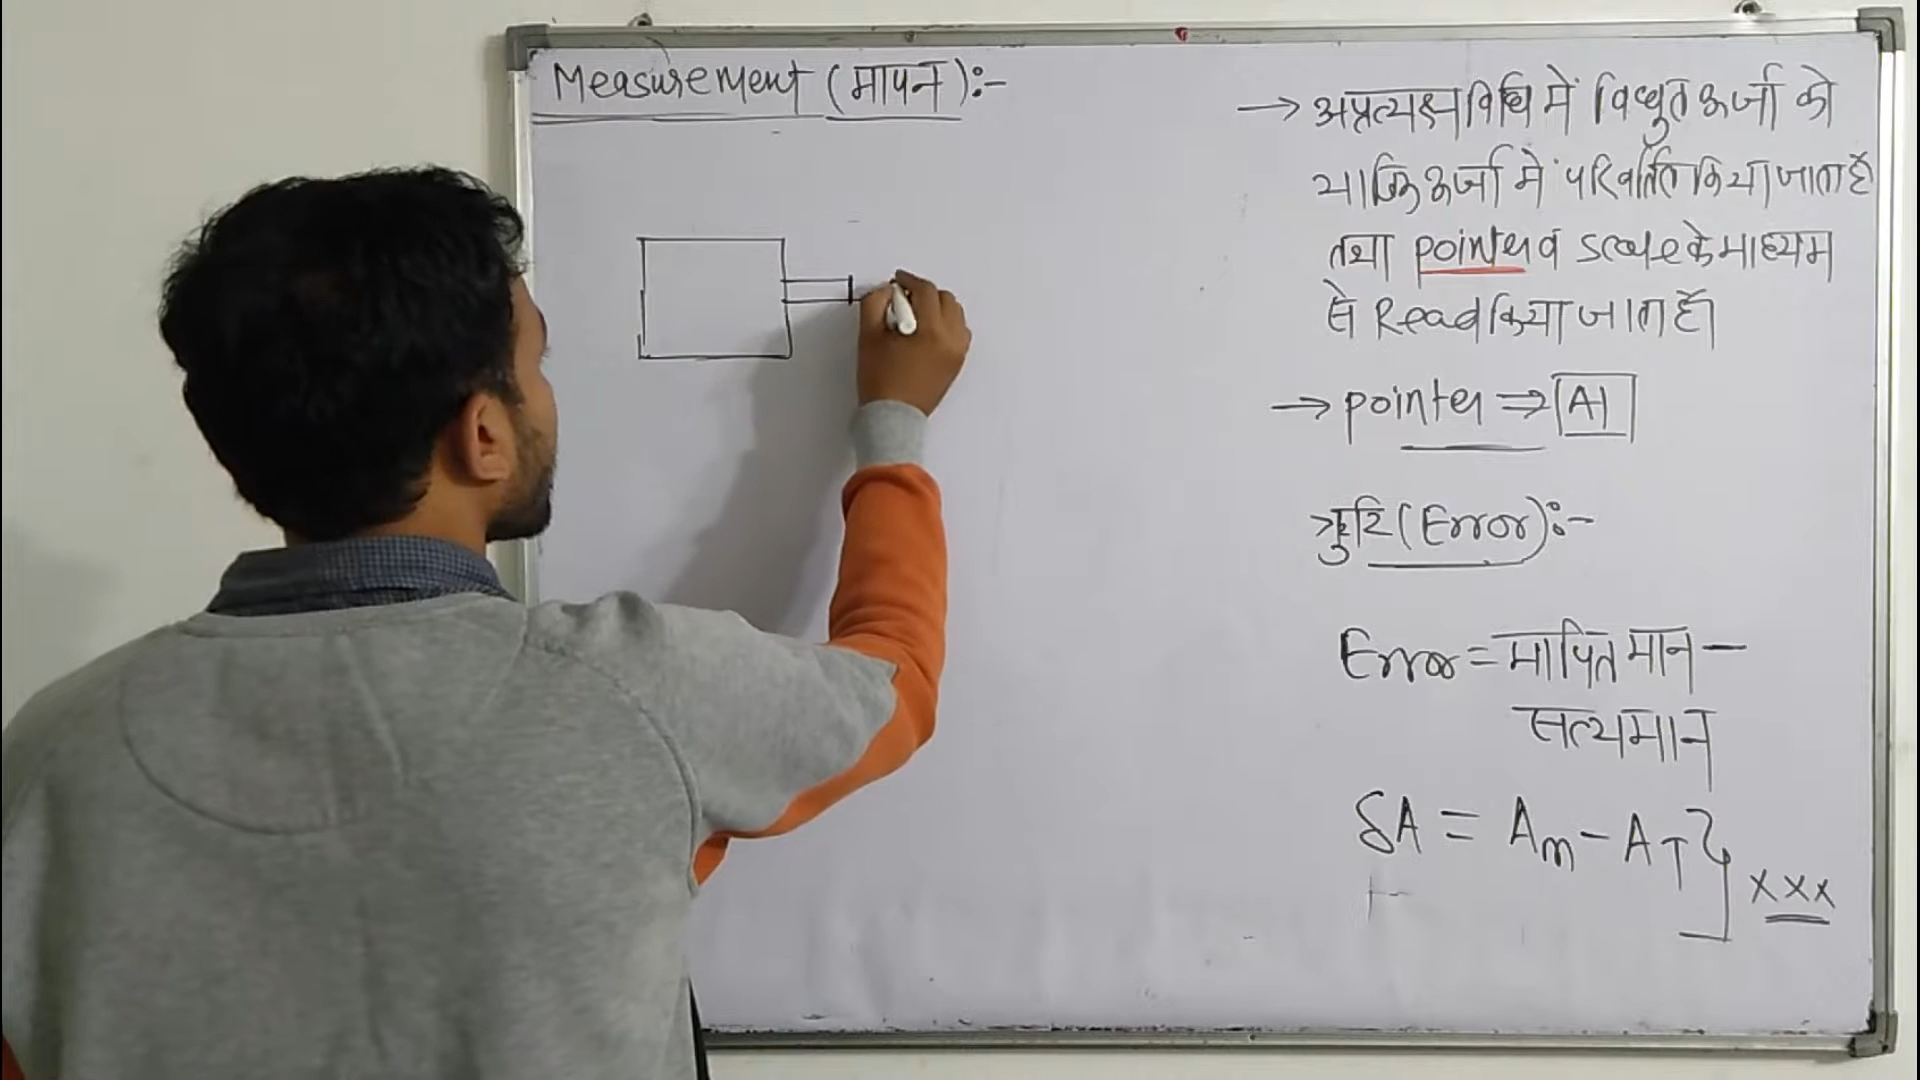 Measurement (मापन):-
→ अप्रत्यक्ष विधि में विद्युत ऊर्जा को
यांत्रिक ऊर्जा में परिवर्तित किया जाता है
तथा pointer व scale के माध्यम
से Read किया जाता है।
→ pointer ⇒ Al
त्रुटि (Error):-
Error = मापित मान -
सत्यमान
δA = Am - AT } xxx